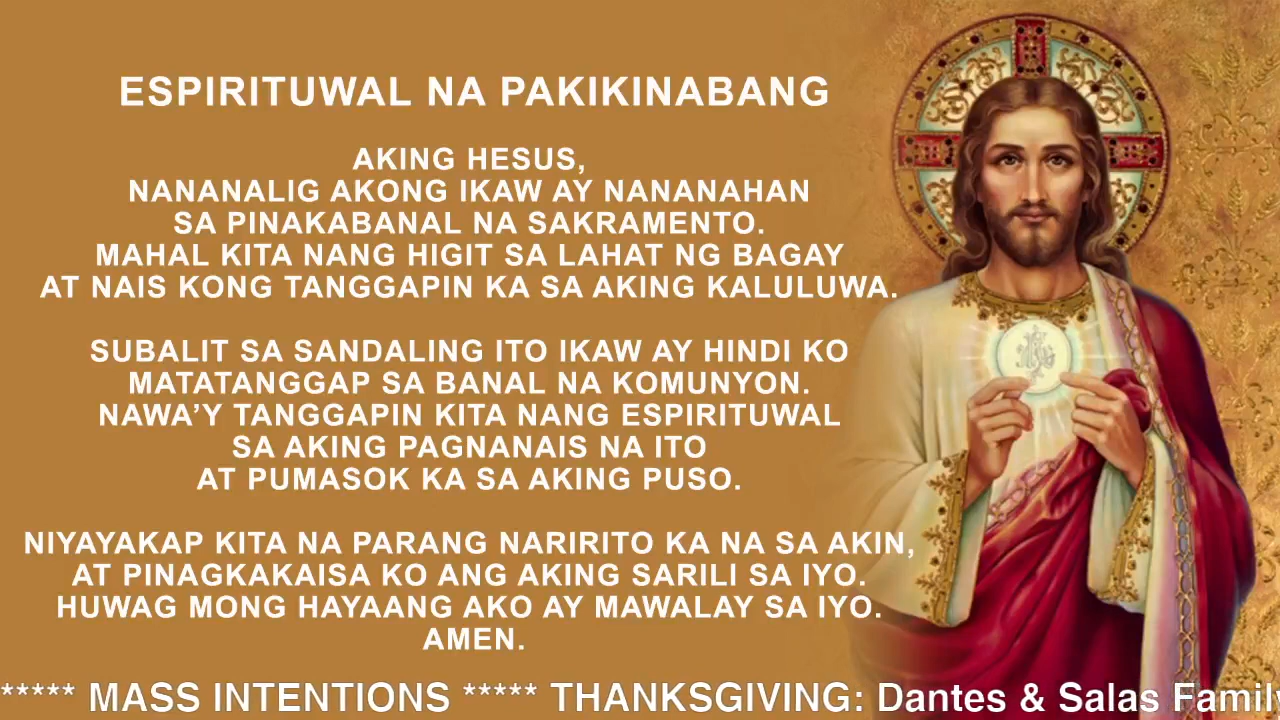 ESPIRITUWAL NA PAKIKINABANG
AKING HESUS,
NANANALIG AKONG IKAW AY NANANAHAN
SA PINAKABANAL NA SAKRAMENTO.
MAHAL KITA NANG HIGIT SA LAHAT NG BAGAY
AT NAIS KONG TANGGAPIN KA SA AKING KALULUWA.
SUBALIT SA SANDALING ITO IKAW AY HINDI KO
MATATANGGAP SA BANAL NA KOMUNYON.
NAWA’Y TANGGAPIN KITA NANG ESPIRITUWAL
SA AKING PAGNANAIS NA ITO
AT PUMASOK KA SA AKING PUSO.
NIYAYAKAP KITA NA PARANG NARIRITO KA NA SA AKIN,
AT PINAGKAKAISA KO ANG AKING SARILI SA IYO.
HUWAG MONG HAYAANG AKO AY MAWALAY SA IYO.
AMEN.
***** MASS INTENTIONS ***** THANKSGIVING: Dantes & Salas Family